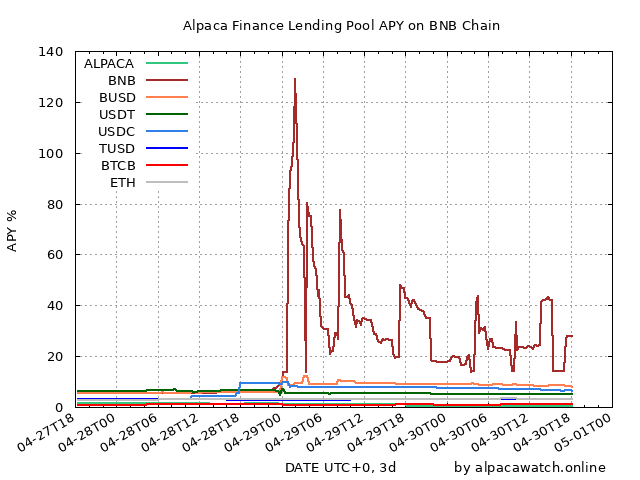 Alpaca Finance Lending Pool APY on BNB Chain
140
120
100
80
60
40
20
0
APY %
ALPACA
BNB
BUSD
USDT
USDC
TUSD
BTCB
ETH
04-27T18
04-28T00
04-28T06
04-28T12
04-28T18
04-29T00
04-29T06
04-29T12
04-29T18
04-30T00
04-30T06
04-30T12
04-30T18
05-01T00
DATE UTC+0, 3d
by alpacawatch.online